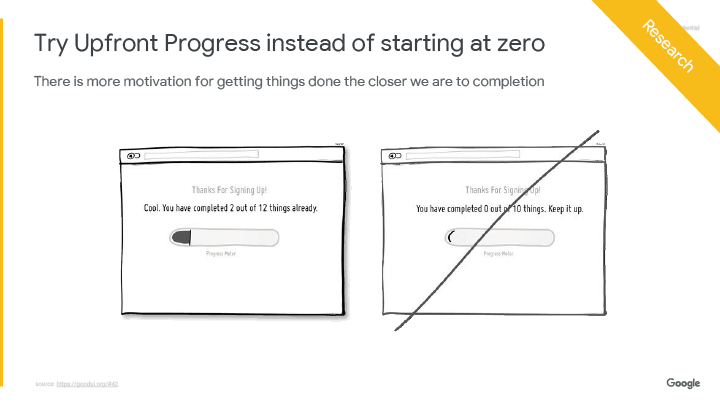 Try Upfront Progress instead of starting at zero
Research
There is more motivation for getting things done the closer we are to completion
Thanks For Signing Up!
Cool. You have completed 2 out of 12 things already.
Progress Meter
Thanks For Signing Up!
You have completed 0 out of 10 things. Keep it up.
Progress Meter
source: https://goodui.org/#42
Google